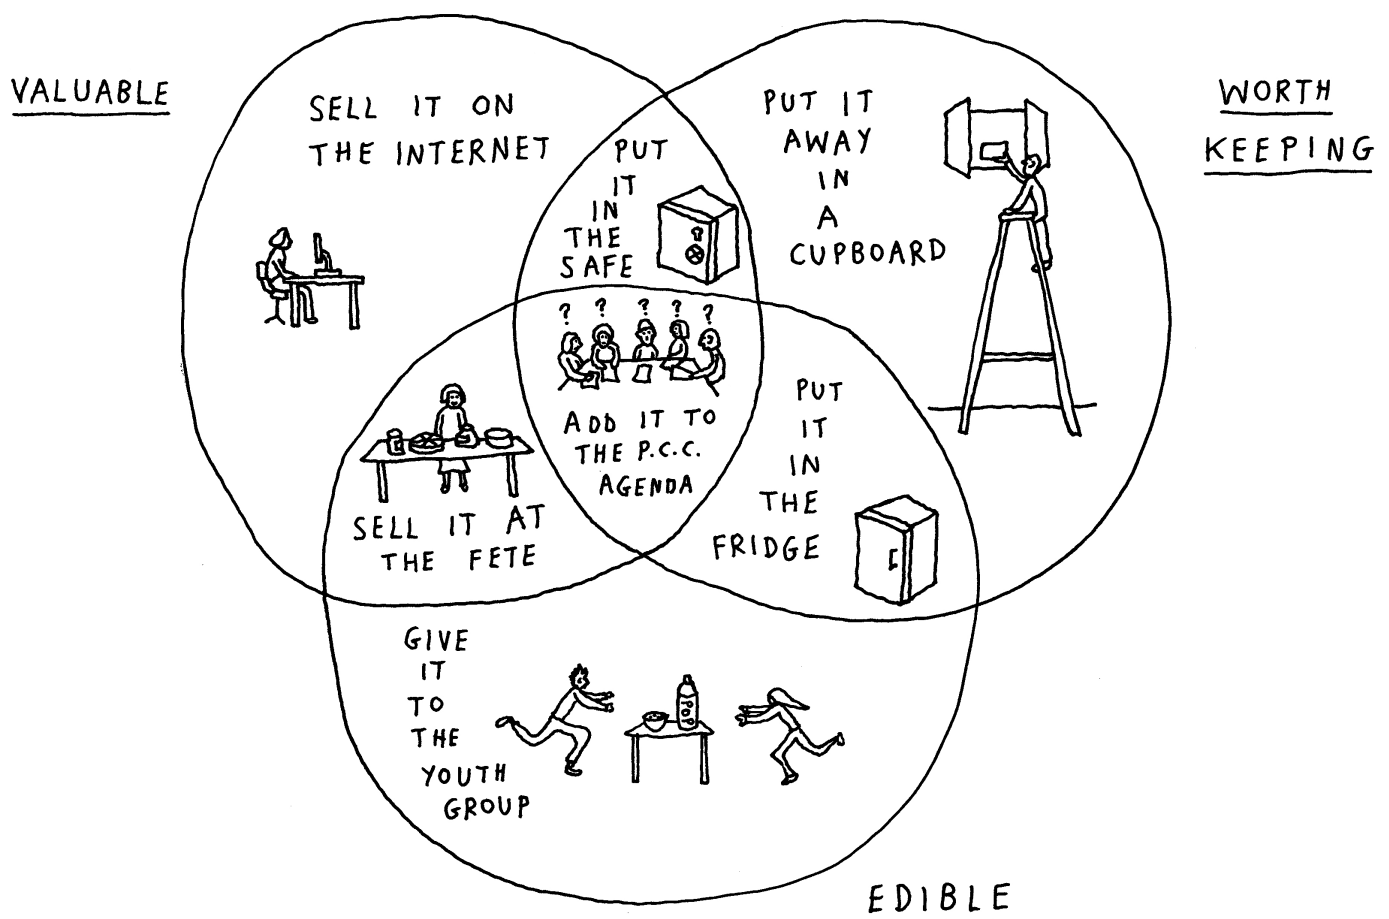 VALUABLE
SELL IT ON
THE INTERNET
PUT
IT
IN
THE
SAFE
PUT IT
AWAY
IN
A
CUPBOARD
WORTH
KEEPING
?
?
?
?
?
ADD IT TO
THE P.C.C.
AGENDA
SELL IT AT
THE FETE
PUT
IT
IN
THE
FRIDGE
GIVE
IT
TO
THE
YOUTH
GROUP
POP
EDIBLE